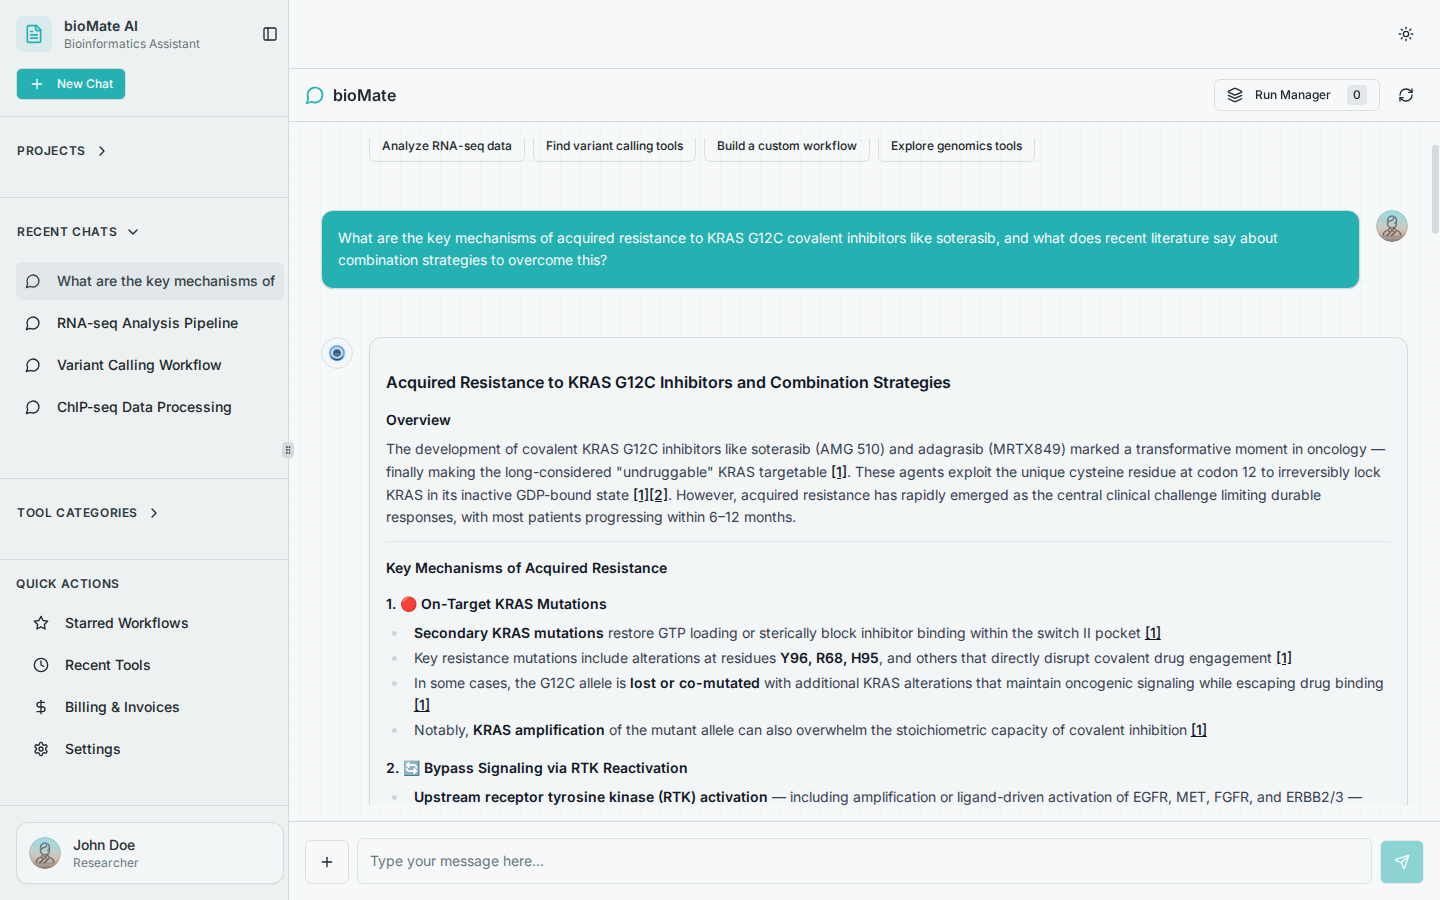 bioMate AI
Bioinformatics Assistant
New Chat
PROJECTS
RECENT CHATS
What are the key mechanisms of
RNA-seq Analysis Pipeline
Variant Calling Workflow
ChIP-seq Data Processing
TOOL CATEGORIES
QUICK ACTIONS
Starred Workflows
Recent Tools
Billing & Invoices
Settings
John Doe
Researcher
bioMate
Run Manager 0
Analyze RNA-seq data
Find variant calling tools
Build a custom workflow
Explore genomics tools
What are the key mechanisms of acquired resistance to KRAS G12C covalent inhibitors like soterasib, and what does recent literature say about
combination strategies to overcome this?
Acquired Resistance to KRAS G12C Inhibitors and Combination Strategies
Overview
The development of covalent KRAS G12C inhibitors like soterasib (AMG 510) and adagrasib (MRTX849) marked a transformative moment in oncology —
finally making the long-considered "undruggable" KRAS targetable [1]. These agents exploit the unique cysteine residue at codon 12 to irreversibly lock
KRAS in its inactive GDP-bound state [1][2]. However, acquired resistance has rapidly emerged as the central clinical challenge limiting durable
responses, with most patients progressing within 6–12 months.
Key Mechanisms of Acquired Resistance
1. 🔴 On-Target KRAS Mutations
Secondary KRAS mutations restore GTP loading or sterically block inhibitor binding within the switch II pocket [1]
Key resistance mutations include alterations at residues Y96, R68, H95, and others that directly disrupt covalent drug engagement [1]
In some cases, the G12C allele is lost or co-mutated with additional KRAS alterations that maintain oncogenic signaling while escaping drug binding
[1]
Notably, KRAS amplification of the mutant allele can also overwhelm the stoichiometric capacity of covalent inhibition [1]
2. 🔄 Bypass Signaling via RTK Reactivation
Upstream receptor tyrosine kinase (RTK) activation — including amplification or ligand-driven activation of EGFR, MET, FGFR, and ERBB2/3 —
Type your message here...